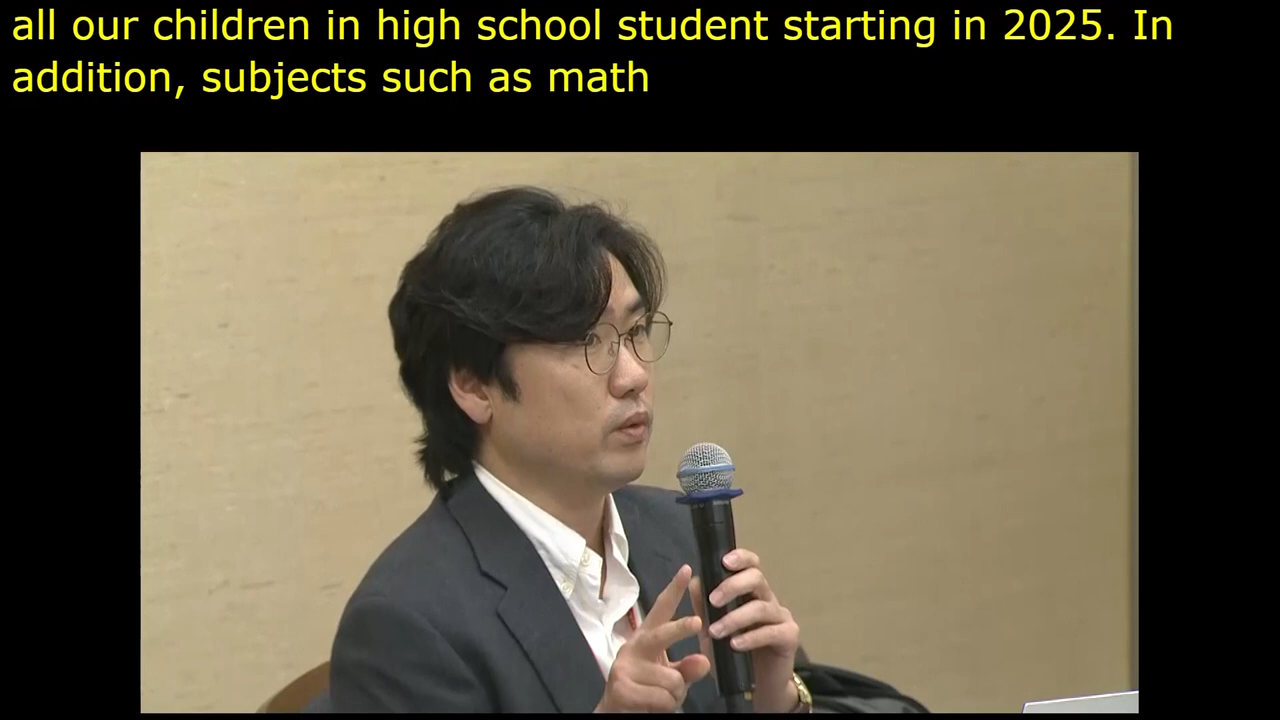 all our children in high school student starting in 2025. In
addition, subjects such as math